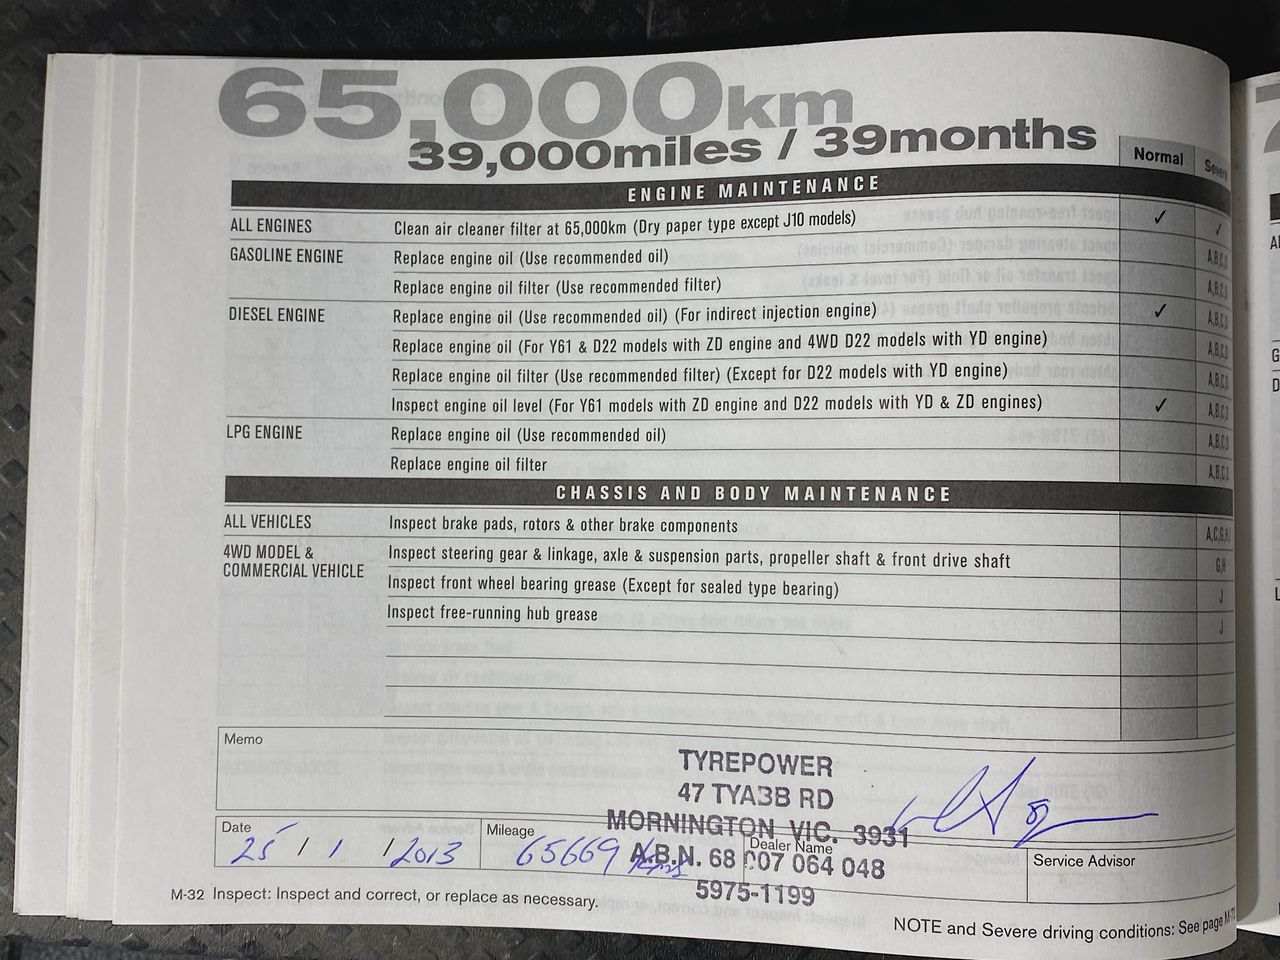 65,000km
39,000miles / 39months
Normal Severe
ENGINE MAINTENANCE
ALL ENGINES Clean air cleaner filter at 65,000km (Dry paper type except J10 models) ✓ ✓
GASOLINE ENGINE Replace engine oil (Use recommended oil) A,B,C,D
Replace engine oil filter (Use recommended filter) A,B,C,D
DIESEL ENGINE Replace engine oil (Use recommended oil) (For indirect injection engine) ✓ A,B,C,D
Replace engine oil (For Y61 & D22 models with ZD engine and 4WD D22 models with YD engine) A,B,C,D
Replace engine oil filter (Use recommended filter) (Except for D22 models with YD engine) A,B,C,D
Inspect engine oil level (For Y61 models with ZD engine and D22 models with YD & ZD engines) ✓ A,B,C,D
LPG ENGINE Replace engine oil (Use recommended oil) A,B,C,D
Replace engine oil filter A,B,C,D
CHASSIS AND BODY MAINTENANCE
ALL VEHICLES Inspect brake pads, rotors & other brake components A,C,G,H,I
4WD MODEL & COMMERCIAL VEHICLE Inspect steering gear & linkage, axle & suspension parts, propeller shaft & front drive shaft G,H
Inspect front wheel bearing grease (Except for sealed type bearing) J
Inspect free-running hub grease J
Memo
TYREPOWER
47 TYABB RD
MORNINGTON VIC. 3931
A.B.N. 68 007 064 048
5975-1199
Date 25 / 1 / 2013
Mileage 65669
Dealer Name
Service Advisor
M-32 Inspect: Inspect and correct, or replace as necessary.
NOTE and Severe driving conditions: See page